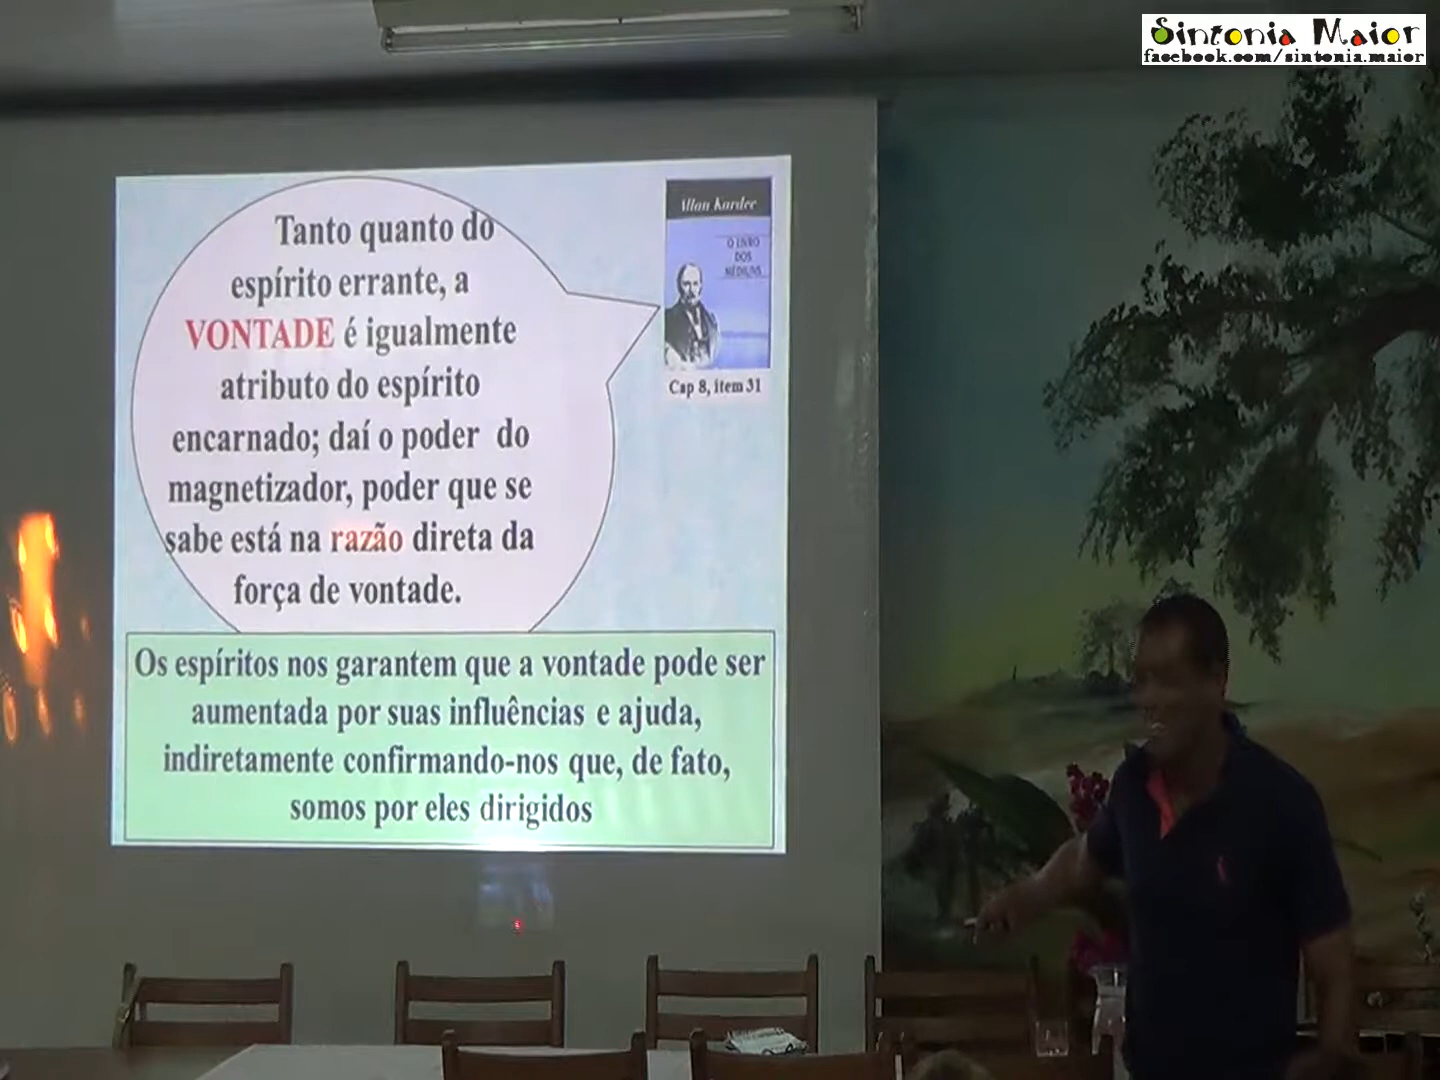 Sintonia Maior
facebook.com/sintonia.maior
Tanto quanto do
espírito errante, a
VONTADE é igualmente
atributo do espírito
encarnado; daí o poder do
magnetizador, poder que se
sabe está na razão direta da
força de vontade.
Allan Kardec
O LIVRO
DOS
MÉDIUNS
Cap 8, item 31
Os espíritos nos garantem que a vontade pode ser
aumentada por suas influências e ajuda,
indiretamente confirmando-nos que, de fato,
somos por eles dirigidos